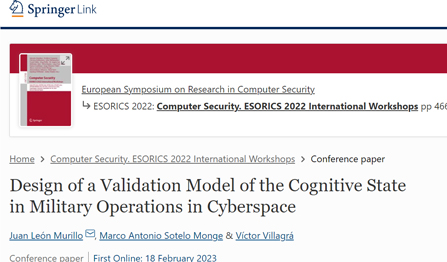 Springer Link
Computer Security
European Symposium on Research in Computer Security
↳ ESORICS 2022: Computer Security. ESORICS 2022 International Workshops pp 466
Home > Computer Security. ESORICS 2022 International Workshops > Conference paper
Design of a Validation Model of the Cognitive State
in Military Operations in Cyberspace
Juan León Murillo, Marco Antonio Sotelo Monge & Víctor Villagrá
Conference paper | First Online: 18 February 2023